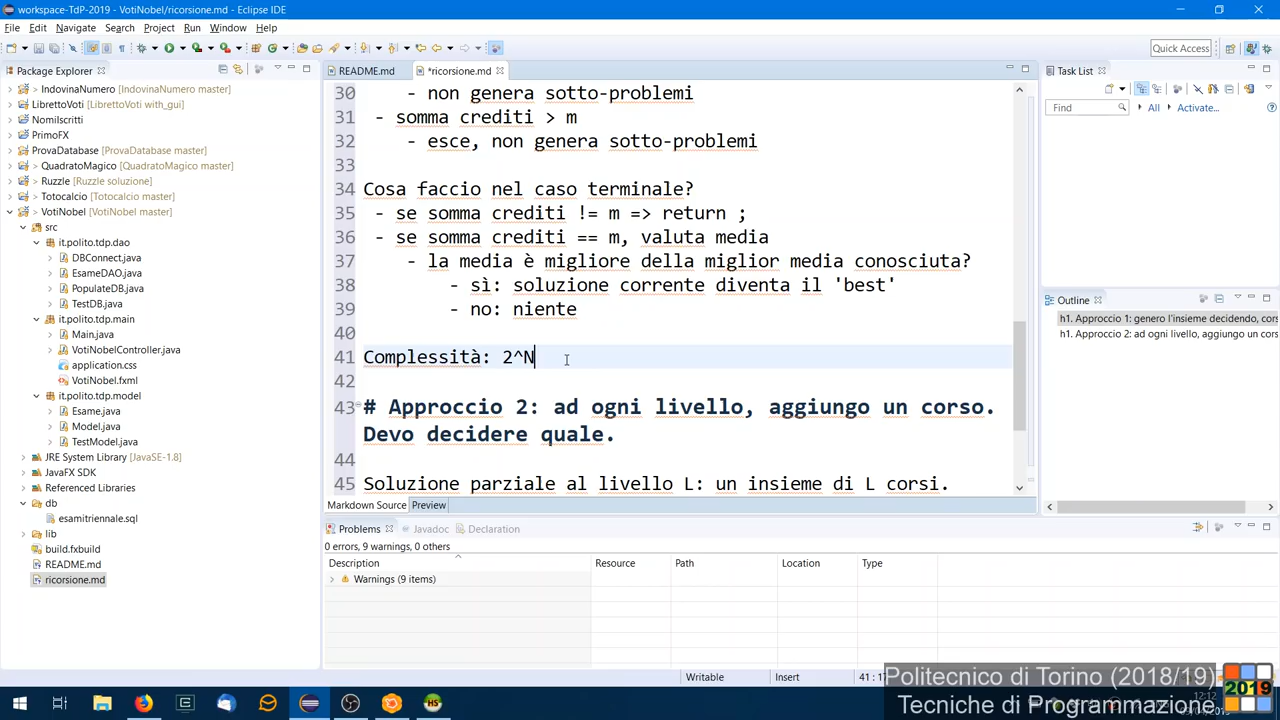 workspace-TdP-2019 - VotiNobel/ricorsione.md - Eclipse IDE
File Edit Navigate Search Project Run Window Help
Quick Access
Package Explorer
IndovinaNumero [IndovinaNumero master]
LibrettoVoti [LibrettoVoti with_gui]
NomiIscritti
PrimoFX
ProvaDatabase [ProvaDatabase master]
> QuadratoMagico [QuadratoMagico master]
> Ruzzle [Ruzzle soluzione]
> Totocalcio [Totocalcio master]
> VotiNobel [VotiNobel master]
src
it.polito.tdp.dao
DBConnect.java
EsameDAO.java
PopulateDB.java
TestDB.java
it.polito.tdp.main
Main.java
VotiNobelController.java
application.css
VotiNobel.fxml
it.polito.tdp.model
Esame.java
Model.java
TestModel.java
JRE System Library [JavaSE-1.8]
JavaFX SDK
Referenced Libraries
db
esamitriennale.sql
lib
build.fxbuild
README.md
ricorsione.md
README.md *ricorsione.md
30 - non genera sotto-problemi
31 - somma crediti > m
32 - esce, non genera sotto-problemi
33
34 Cosa faccio nel caso terminale?
35 - se somma crediti != m => return ;
36 - se somma crediti == m, valuta media
37 - la media è migliore della miglior media conosciuta?
38 - sì: soluzione corrente diventa il 'best'
39 - no: niente
40
41 Complessità: 2^N
42
43 # Approccio 2: ad ogni livello, aggiungo un corso.
Devo decidere quale.
44
45 Soluzione parziale al livello L: un insieme di L corsi.
Markdown Source Preview
Problems Javadoc Declaration
0 errors, 9 warnings, 0 others
Description Resource Path Location Type
Warnings (9 items)
Task List
Find All Activate...
Outline
h1. Approccio 1: genero l'insieme decidendo, cors
h1. Approccio 2: ad ogni livello, aggiungo un cors
Writable Insert
Politecnico di Torino (2018/19)
Tecniche di Programmazione
2019
12:12